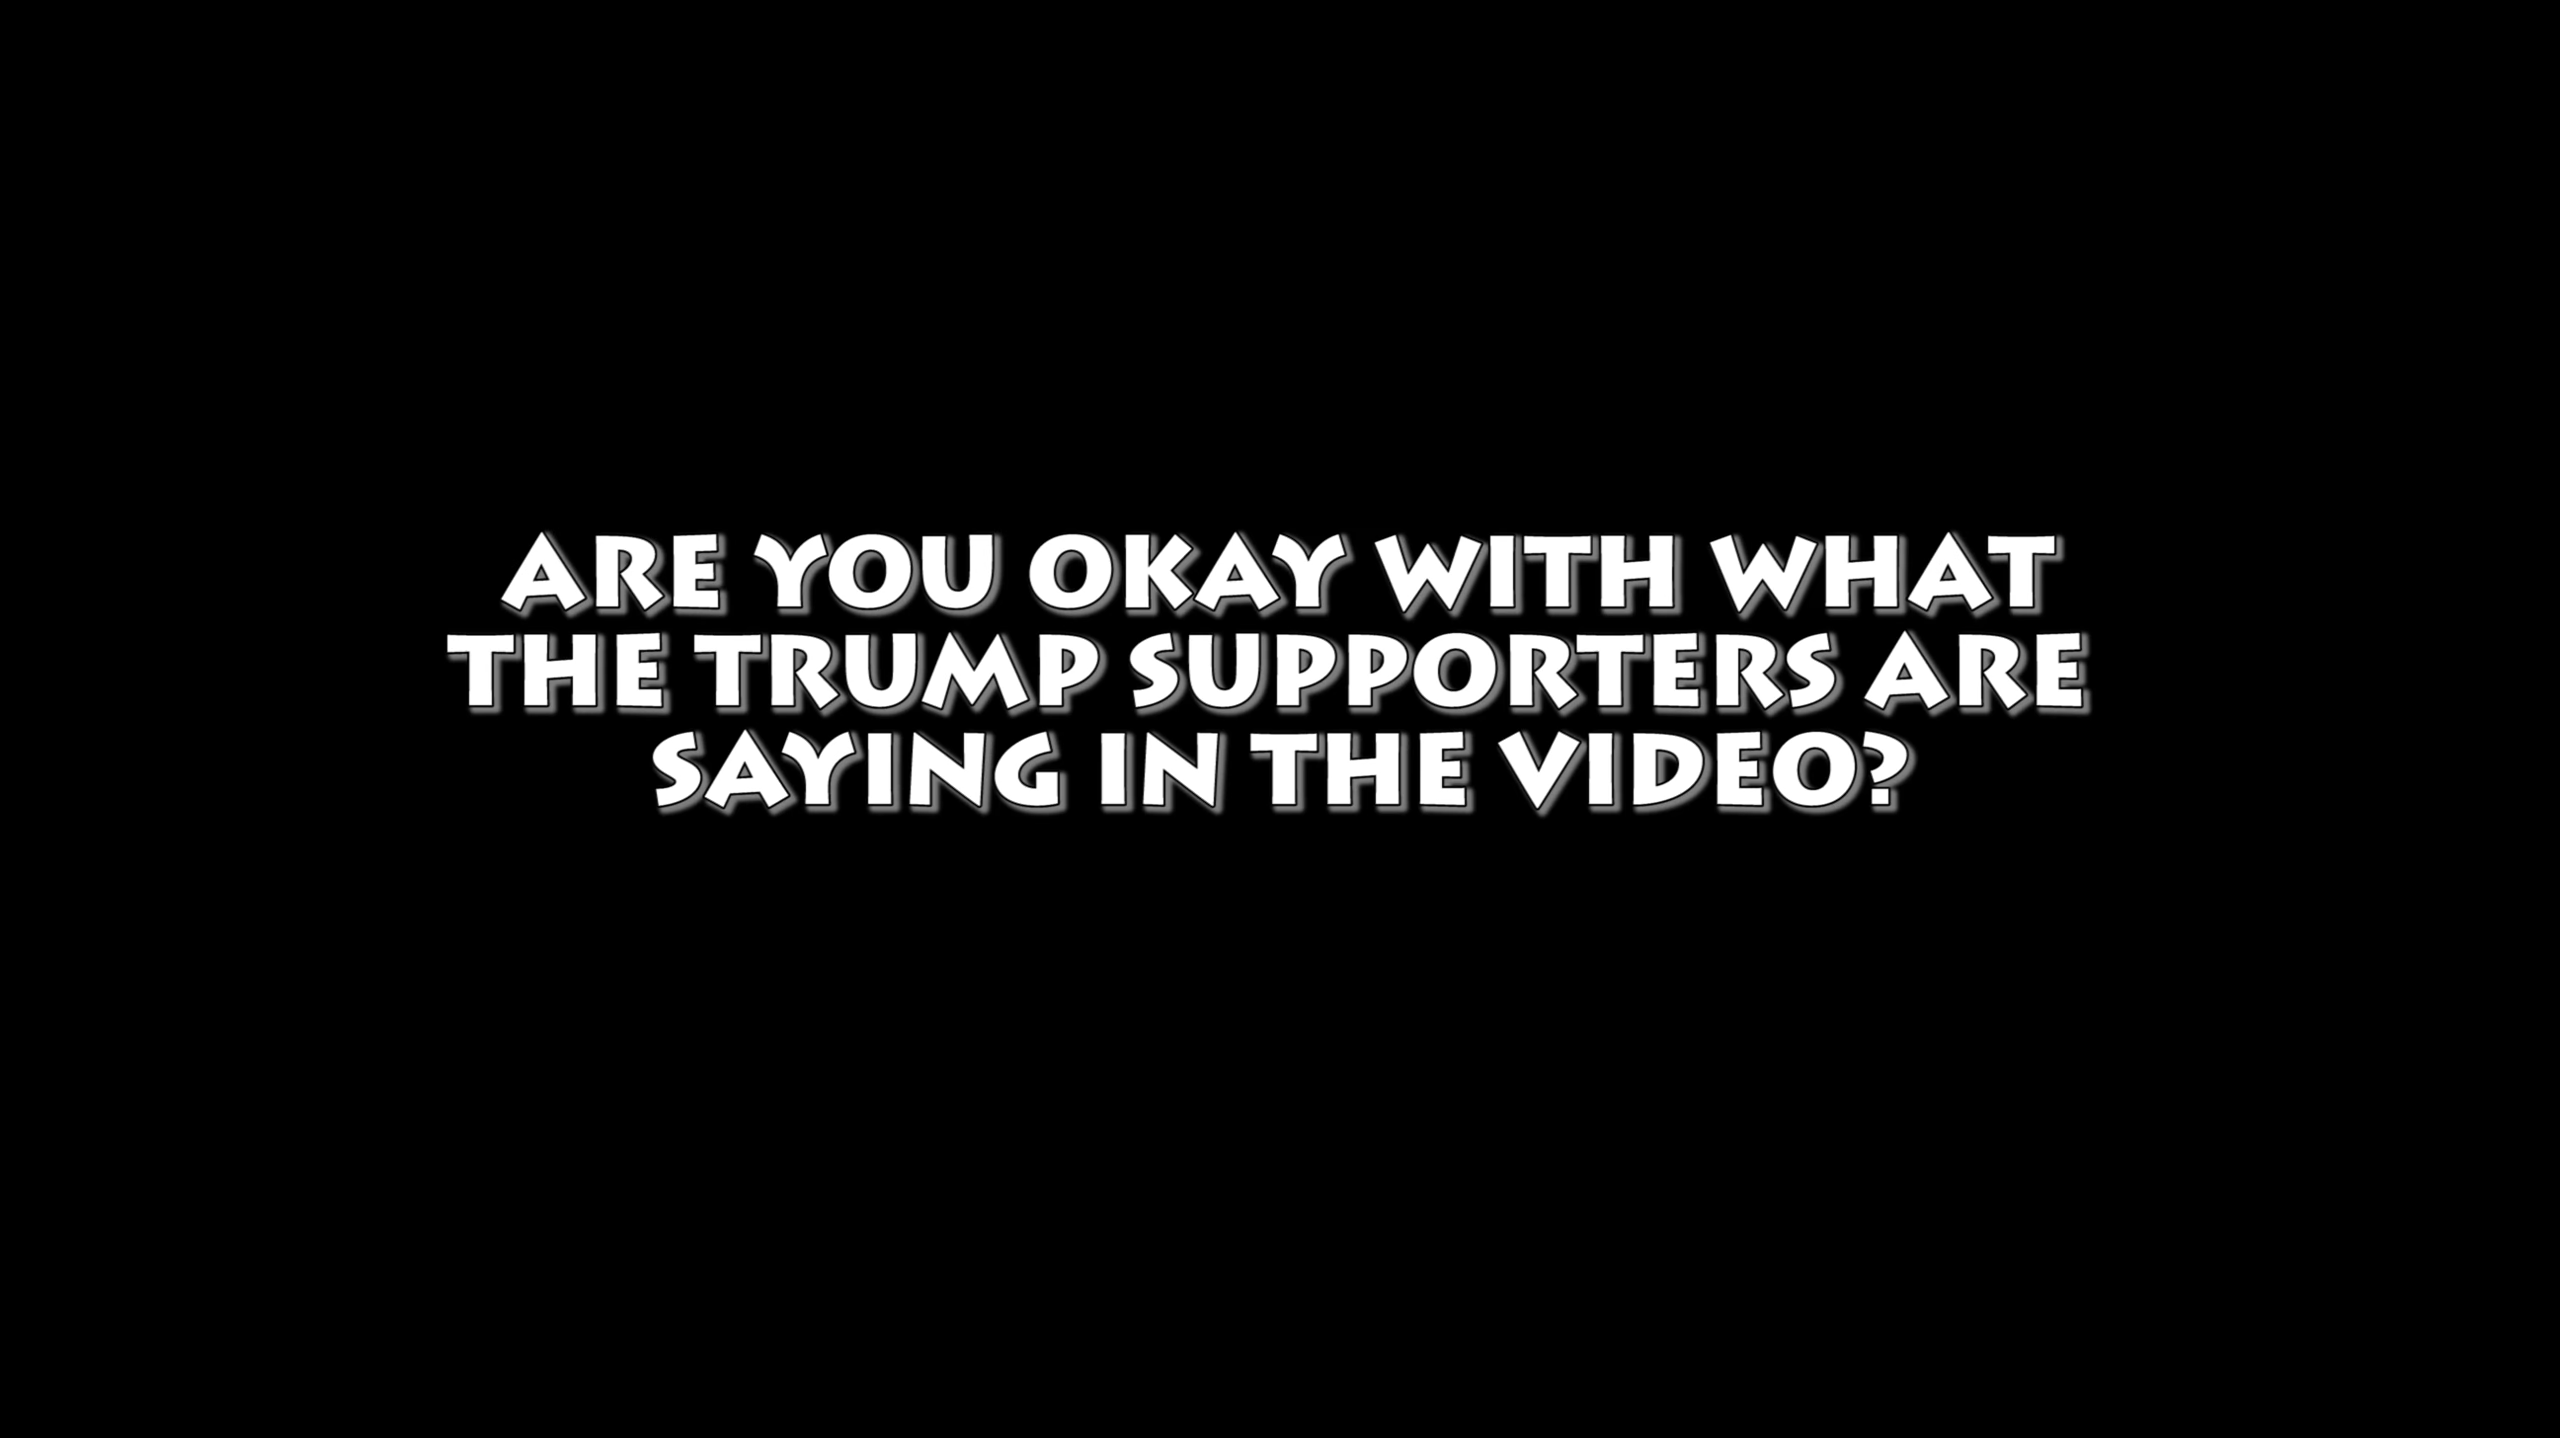 ARE YOU OKAY WITH WHAT
THE TRUMP SUPPORTERS ARE
SAYING IN THE VIDEO?